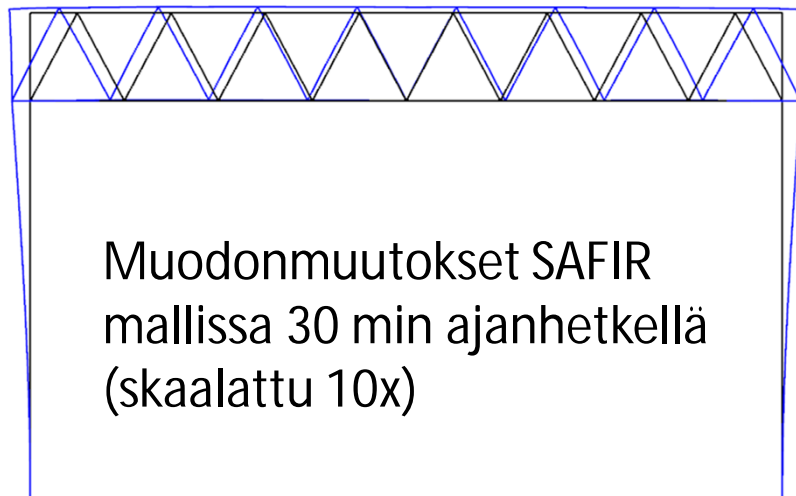 Muodonmuutokset SAFIR
mallissa 30 min ajanhetkellä
(skaalattu 10x)